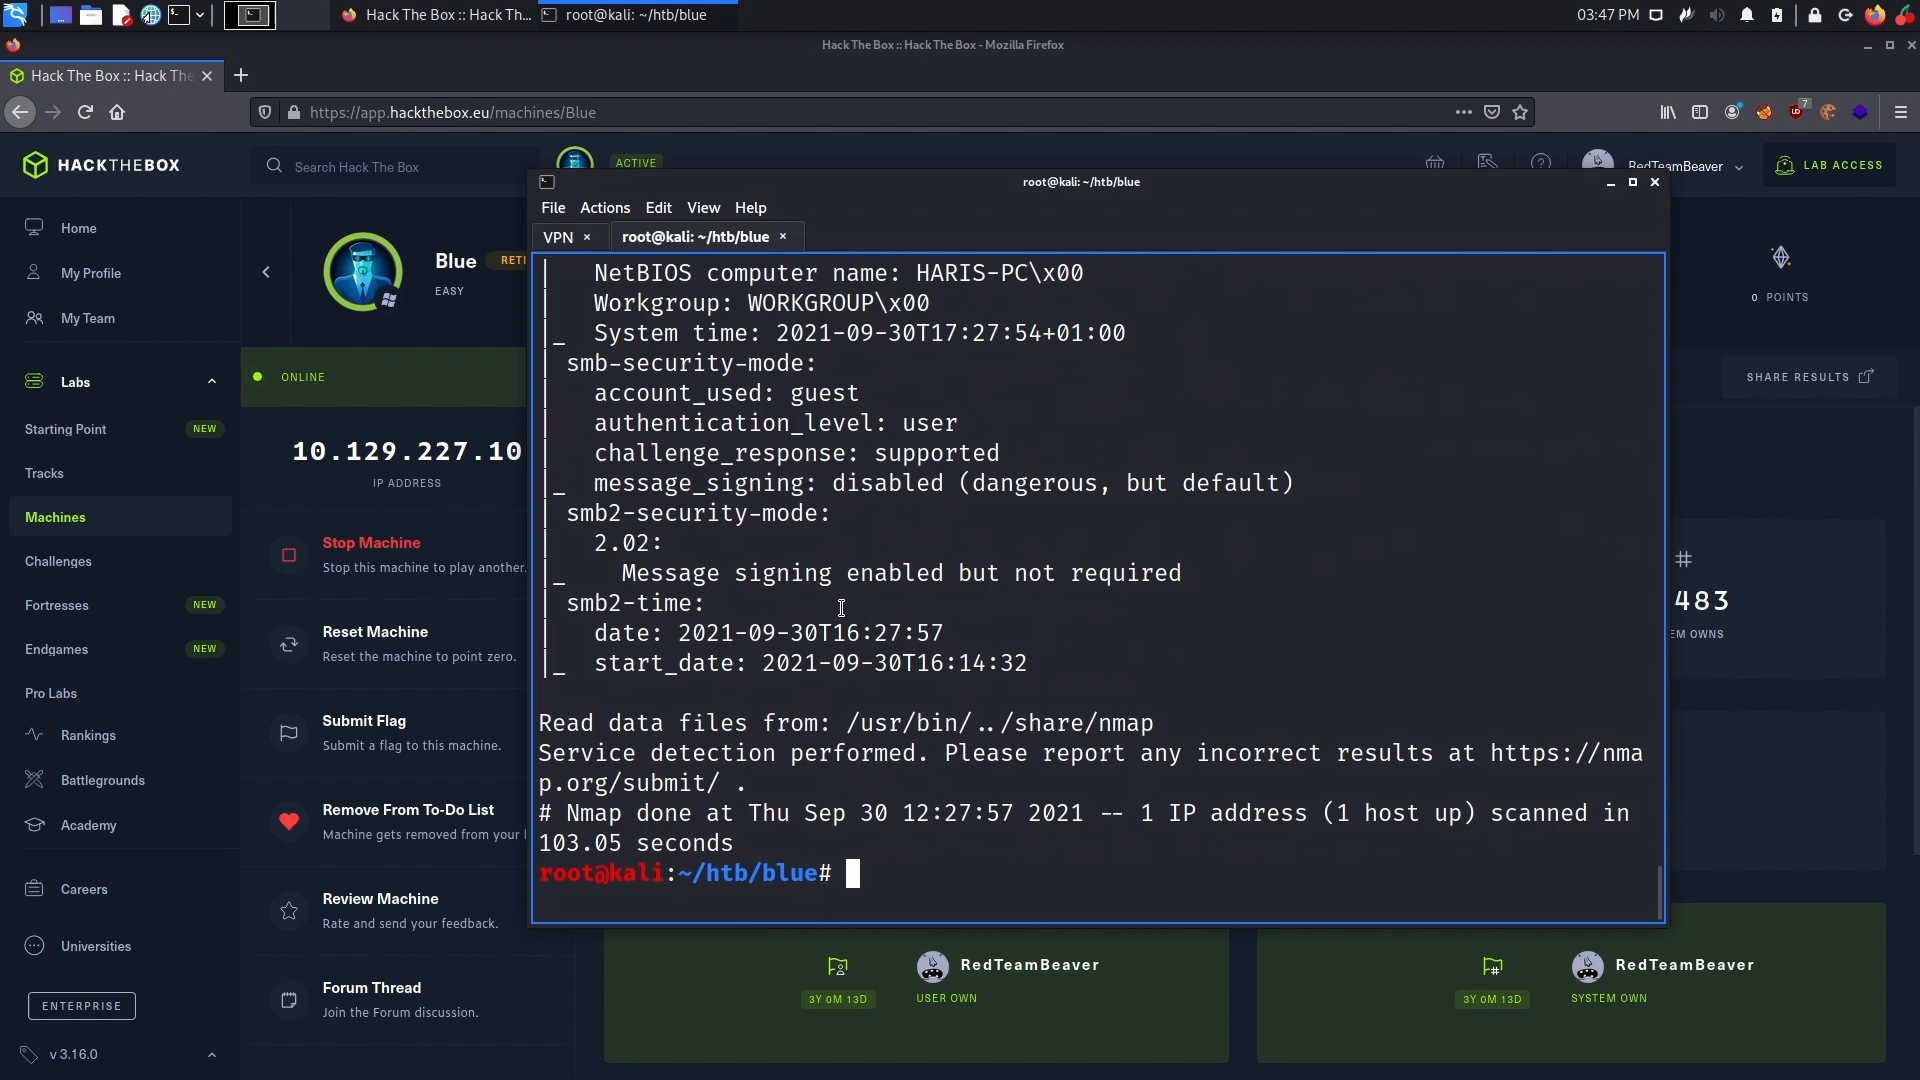 Hack The Box :: Hack Th...
root@kali: ~/htb/blue
03:47 PM
Hack The Box :: Hack The Box - Mozilla Firefox
Hack The Box :: Hack The
https://app.hackthebox.eu/machines/Blue
7
HACKTHEBOX
Search Hack The Box
ACTIVE
RedTeamBeaver
LAB ACCESS
Home
My Profile
My Team
Labs
Starting Point NEW
Tracks
Machines
Challenges
Fortresses NEW
Endgames NEW
Pro Labs
Rankings
Battlegrounds
Academy
Careers
Universities
ENTERPRISE
v 3.16.0
Blue
EASY
ONLINE
10.129.227.10
IP ADDRESS
Stop Machine
Stop this machine to play another.
Reset Machine
Reset the machine to point zero.
Submit Flag
Submit a flag to this machine.
Remove From To-Do List
Machine gets removed from your
Review Machine
Rate and send your feedback.
Forum Thread
Join the Forum discussion.
root@kali: ~/htb/blue
File Actions Edit View Help
VPN × root@kali: ~/htb/blue ×
|   NetBIOS computer name: HARIS-PC\x00
|   Workgroup: WORKGROUP\x00
|_  System time: 2021-09-30T17:27:54+01:00
| smb-security-mode:
|   account_used: guest
|   authentication_level: user
|   challenge_response: supported
|_  message_signing: disabled (dangerous, but default)
| smb2-security-mode:
|   2.02:
|_    Message signing enabled but not required
| smb2-time:
|   date: 2021-09-30T16:27:57
|_  start_date: 2021-09-30T16:14:32
Read data files from: /usr/bin/../share/nmap
Service detection performed. Please report any incorrect results at https://nma
p.org/submit/ .
# Nmap done at Thu Sep 30 12:27:57 2021 -- 1 IP address (1 host up) scanned in
103.05 seconds
root@kali:~/htb/blue#
0 POINTS
SHARE RESULTS
#
483
EM OWNS
RedTeamBeaver
3Y 0M 13D
USER OWN
RedTeamBeaver
3Y 0M 13D
SYSTEM OWN